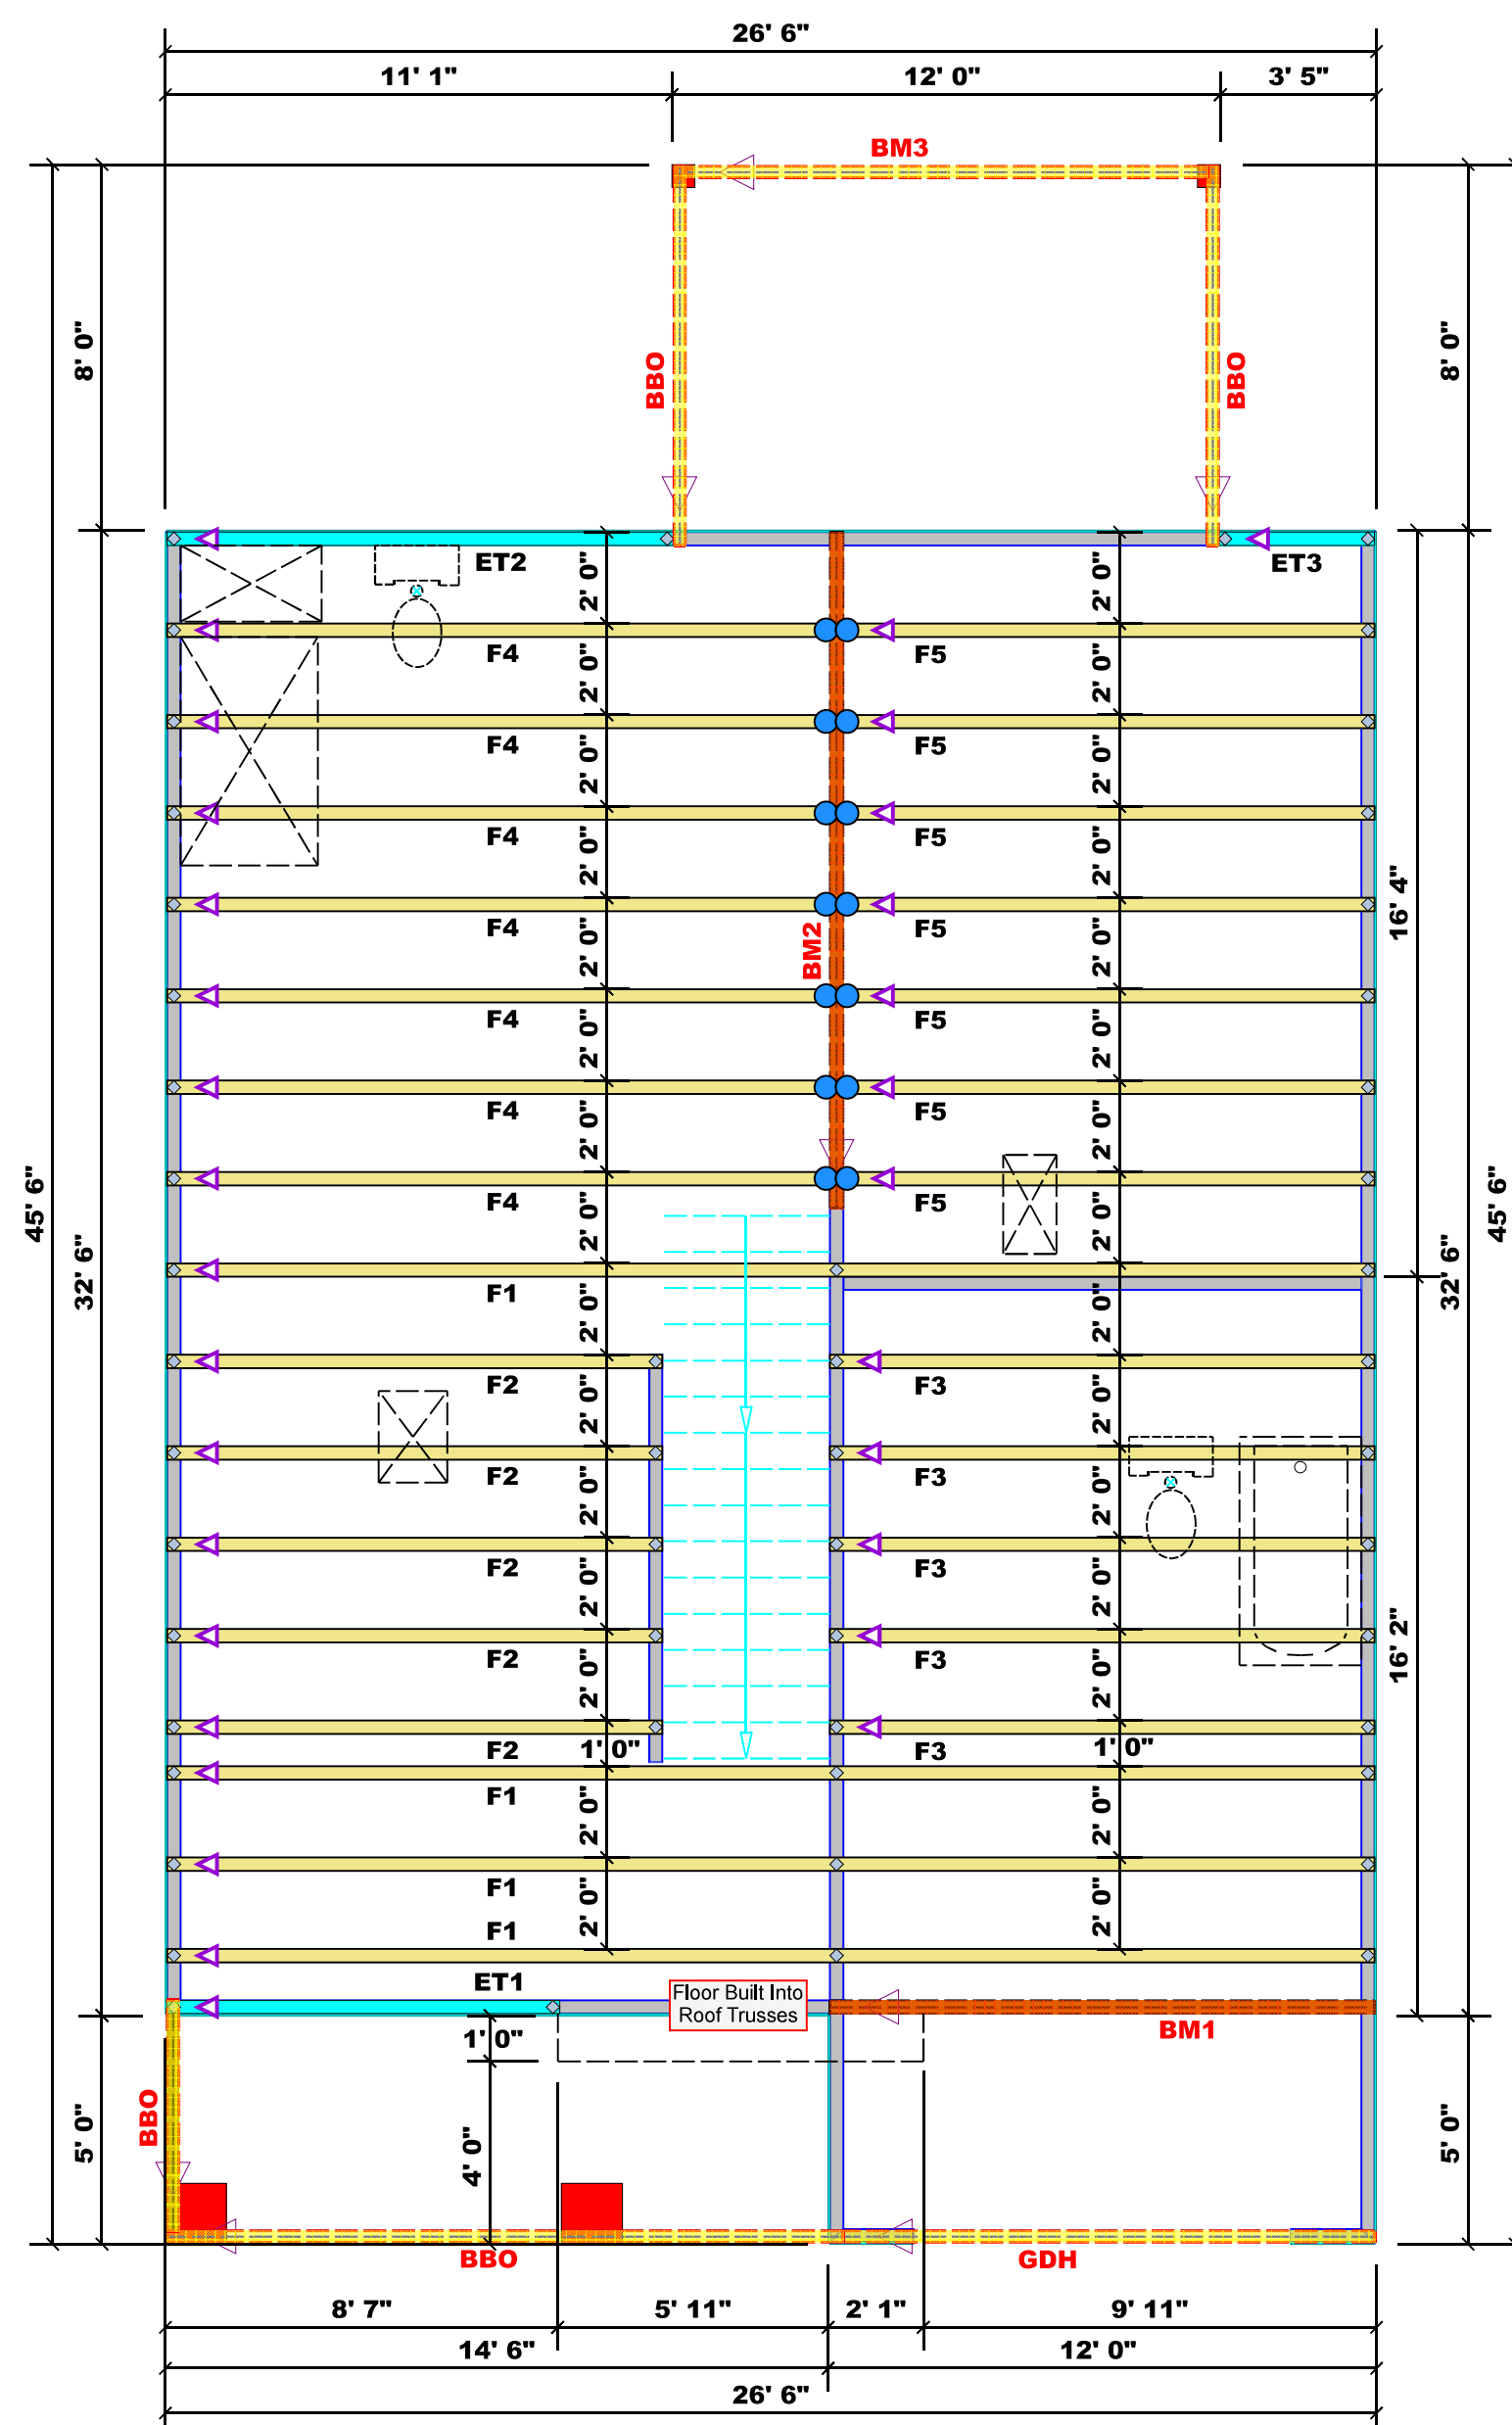 26' 6"
11' 1"
12' 0"
3' 5"
BM3
8' 0"
BBO
BBO
8' 0"
ET2
ET3
2' 0"
2' 0"
F4
F5
2' 0"
2' 0"
F4
F5
2' 0"
2' 0"
F4
F5
2' 0"
2' 0"
16' 4"
F4
F5
BM2
2' 0"
2' 0"
F4
F5
2' 0"
2' 0"
F4
F5
2' 0"
2' 0"
F4
F5
45' 6"
45' 6"
2' 0"
2' 0"
32' 6"
32' 6"
F1
2' 0"
2' 0"
F2
F3
2' 0"
2' 0"
F2
F3
2' 0"
2' 0"
F2
F3
2' 0"
2' 0"
16' 2"
F2
F3
2' 0"
2' 0"
F2
1' 0"
F3
1' 0"
F1
2' 0"
2' 0"
F1
2' 0"
2' 0"
F1
ET1
Floor Built Into
Roof Trusses
BM1
1' 0"
5' 0"
BBO
4' 0"
5' 0"
BBO
GDH
8' 7"
5' 11"
2' 1"
9' 11"
14' 6"
12' 0"
26' 6"